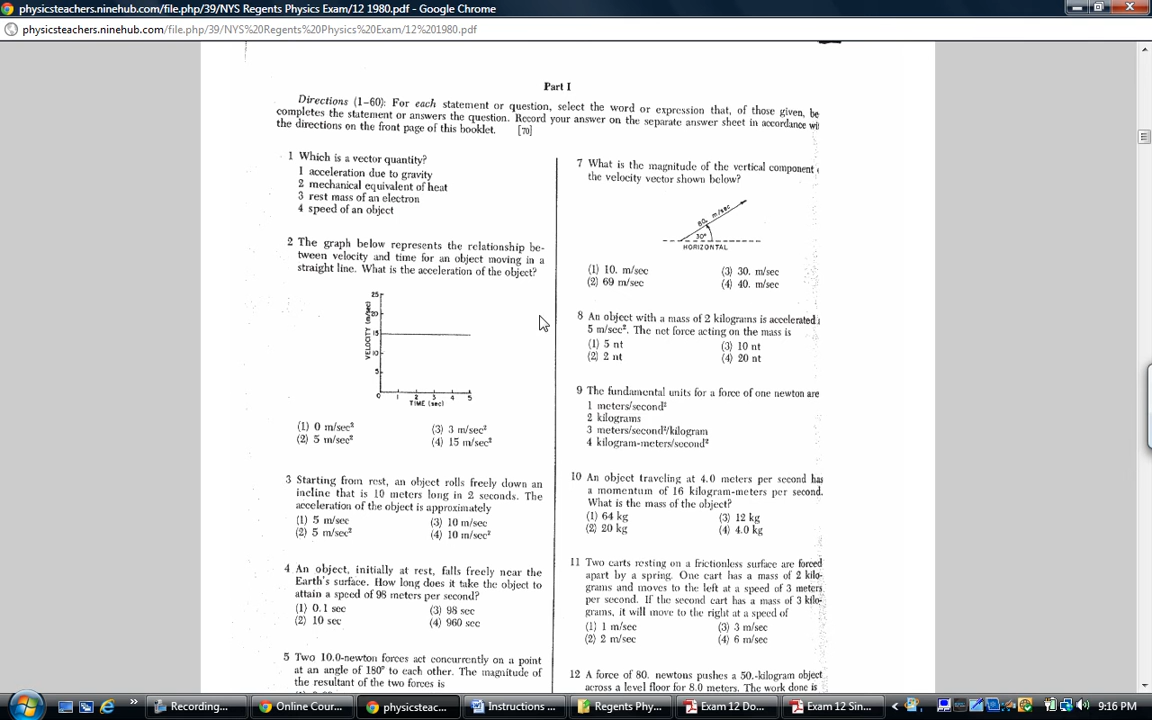 physicsteachers.ninehub.com/file.php/39/NYS Regents Physics Exam/12 1980.pdf - Google Chrome
physicsteachers.ninehub.com/file.php/39/NYS%20Regents%20Physics%20Exam/12%201980.pdf
Part I
Directions (1–60): For each statement or question, select the word or expression that, of those given, be
completes the statement or answers the question. Record your answer on the separate answer sheet in accordance wi
the directions on the front page of this booklet. [70]
1 Which is a vector quantity?
1 acceleration due to gravity
2 mechanical equivalent of heat
3 rest mass of an electron
4 speed of an object
2 The graph below represents the relationship be-
tween velocity and time for an object moving in a
straight line. What is the acceleration of the object?
25
20
15
10
5
VELOCITY (m/sec)
0 1 2 3 4 5
TIME (sec)
(1) 0 m/sec² (3) 3 m/sec²
(2) 5 m/sec² (4) 15 m/sec²
3 Starting from rest, an object rolls freely down an
incline that is 10 meters long in 2 seconds. The
acceleration of the object is approximately
(1) 5 m/sec (3) 10 m/sec
(2) 5 m/sec² (4) 10 m/sec²
4 An object, initially at rest, falls freely near the
Earth's surface. How long does it take the object to
attain a speed of 98 meters per second?
(1) 0.1 sec (3) 98 sec
(2) 10 sec (4) 960 sec
5 Two 10.0-newton forces act concurrently on a point
at an angle of 180° to each other. The magnitude of
the resultant of the two forces is
7 What is the magnitude of the vertical component
the velocity vector shown below?
80. m/sec
30°
HORIZONTAL
(1) 10. m/sec (3) 30. m/sec
(2) 69 m/sec (4) 40. m/sec
8 An object with a mass of 2 kilograms is accelerated
5 m/sec². The net force acting on the mass is
(1) 5 nt (3) 10 nt
(2) 2 nt (4) 20 nt
9 The fundamental units for a force of one newton are
1 meters/second²
2 kilograms
3 meters/second²/kilogram
4 kilogram-meters/second²
10 An object traveling at 4.0 meters per second has
a momentum of 16 kilogram-meters per second.
What is the mass of the object?
(1) 64 kg (3) 12 kg
(2) 20 kg (4) 4.0 kg
11 Two carts resting on a frictionless surface are forced
apart by a spring. One cart has a mass of 2 kilo-
grams and moves to the left at a speed of 3 meters
per second. If the second cart has a mass of 3 kilo-
grams, it will move to the right at a speed of
(1) 1 m/sec (3) 3 m/sec
(2) 2 m/sec (4) 6 m/sec
12 A force of 80. newtons pushes a 50.-kilogram object
across a level floor for 8.0 meters. The work done is
Recording... Online Cour... physicsteac... Instructions ... Regents Phy... Exam 12 Do... Exam 12 Sin... 9:16 PM